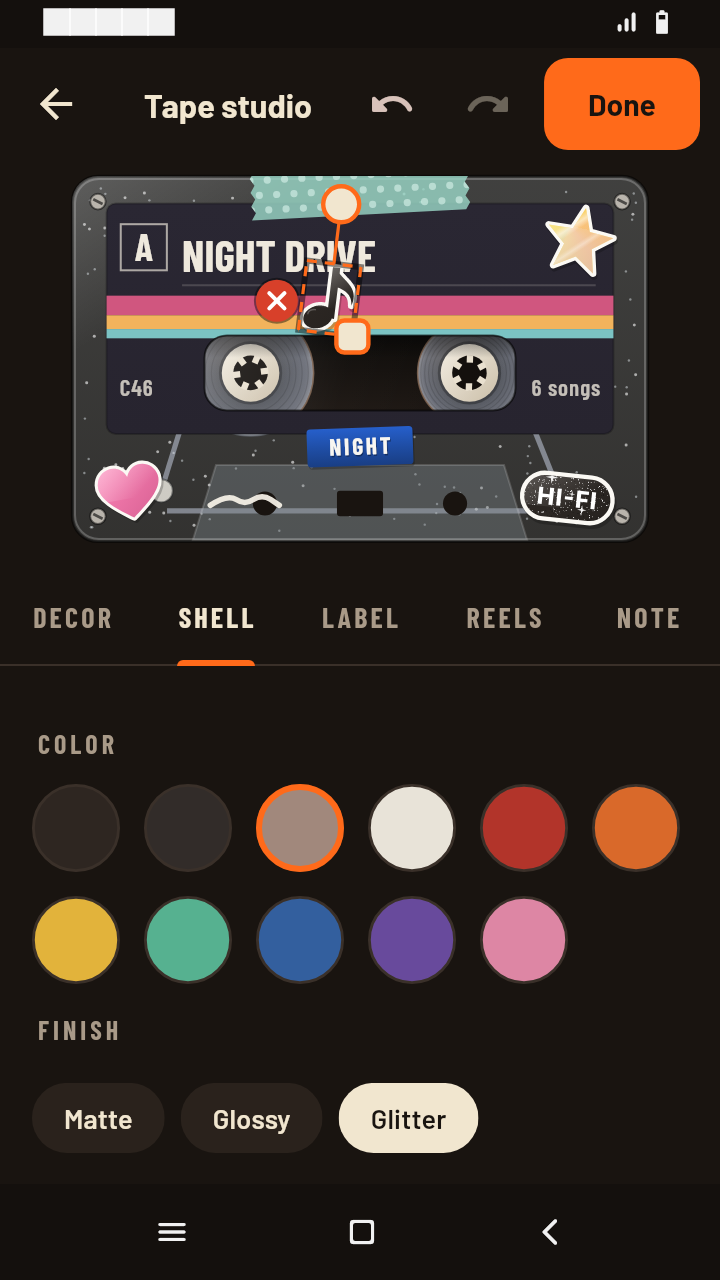 Tape studio
Done
A
NIGHT DRIVE
C46
6 songs
NIGHT
HI-FI
DECOR
SHELL
LABEL
REELS
NOTE
COLOR
FINISH
Matte
Glossy
Glitter